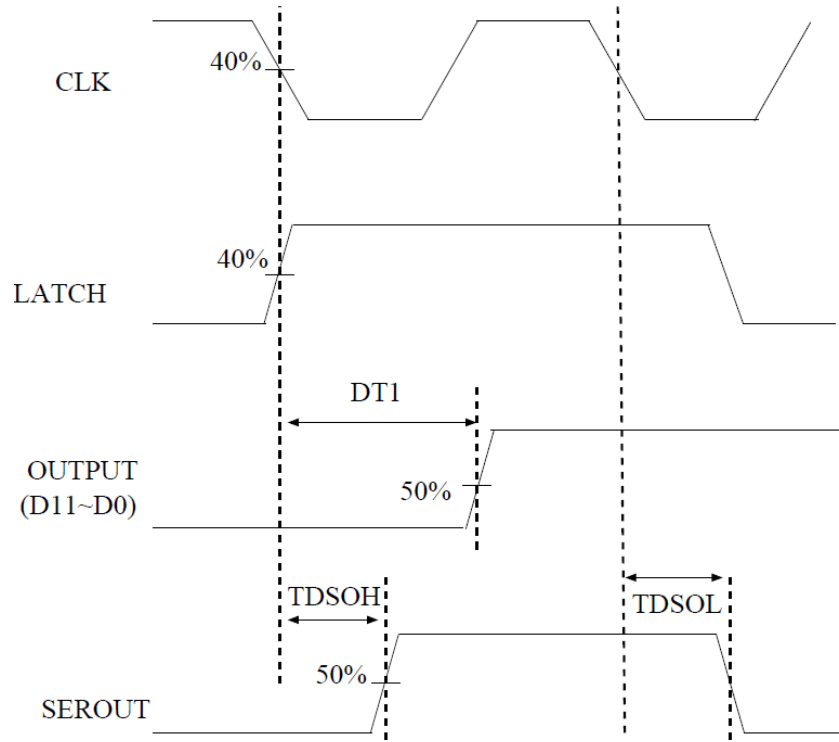 40%
CLK
40%
LATCH
DT1
OUTPUT
50%
(D11~D0)
TDSOH
TDSOL
50%
SEROUT